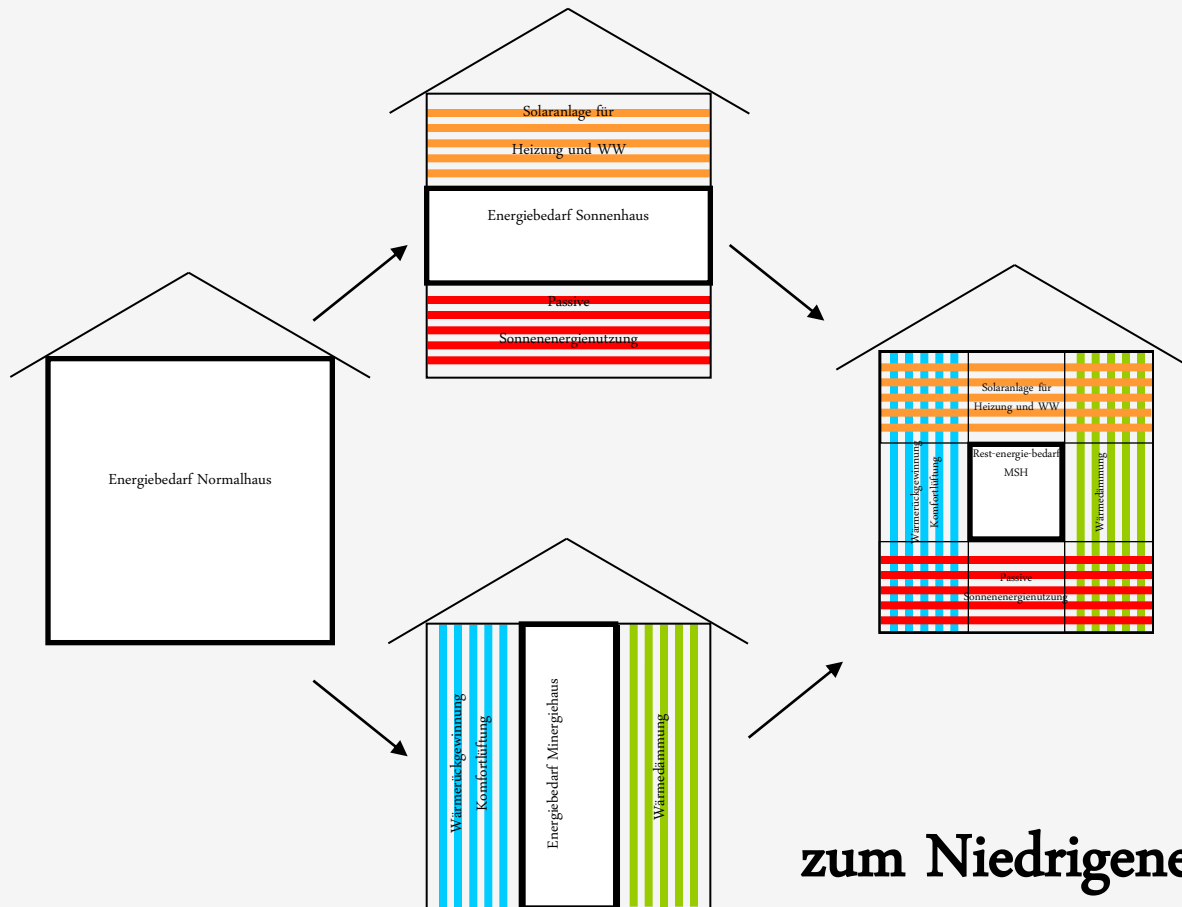 Solaranlage für
Heizung und WW
Energiebedarf Sonnenhaus
Passive
Sonnenenergienutzung
Energiebedarf Normalhaus
Solaranlage für
Heizung und WW
Wärmerückgewinnung
Komfortlüftung
Rest-energie-bedarf
MSH
Wärmedämmung
Passive
Sonnenenergienutzung
Wärmerückgewinnung
Komfortlüftung
Energiebedarf Minergiehaus
Wärmedämmung
zum Niedrigene